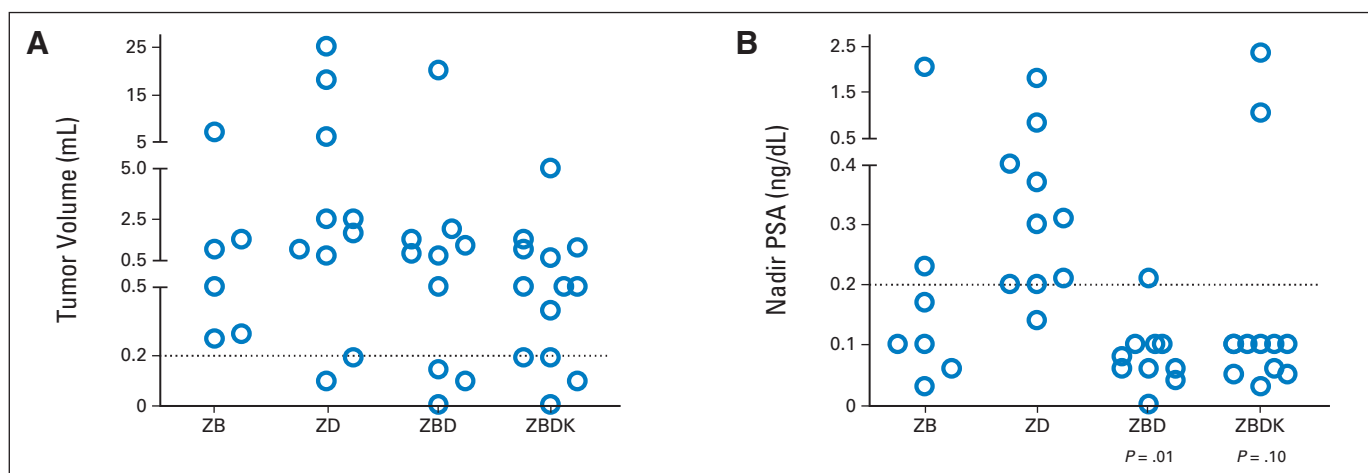 A
Tumor Volume (mL)
25
15
5
5.0
2.5
0.5
0.5
0.2
0
ZB ZD ZBD ZBDK
B
Nadir PSA (ng/dL)
2.5
1.5
0.5
0.4
0.3
0.2
0.1
0
ZB ZD ZBD ZBDK
P = .01 P = .10